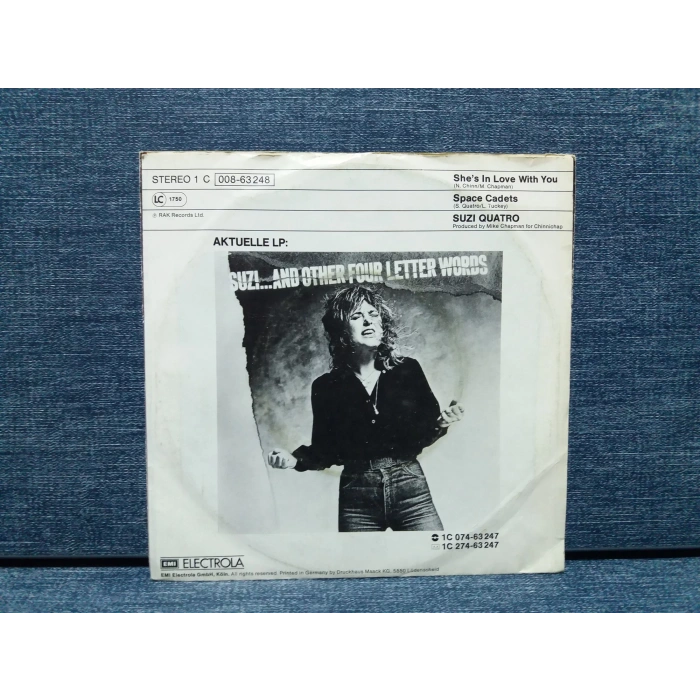 STEREO 1 C 008-63248
She's In Love With You
(N. Chinn/M. Chapman)
LC 1750
Space Cadets
(S. Quatro/L. Tuckey)
℗ RAK Records Ltd.
SUZI QUATRO
Produced by Mike Chapman for Chinnichap
AKTUELLE LP:
SUZI...AND OTHER FOUR LETTER WORDS
1C 074-63 247
1C 274-63 247
EMI ELECTROLA
EMI Electrola GmbH, Köln. All rights reserved. Printed in Germany by Druckhaus Maack KG, 5880 Lüdenscheid